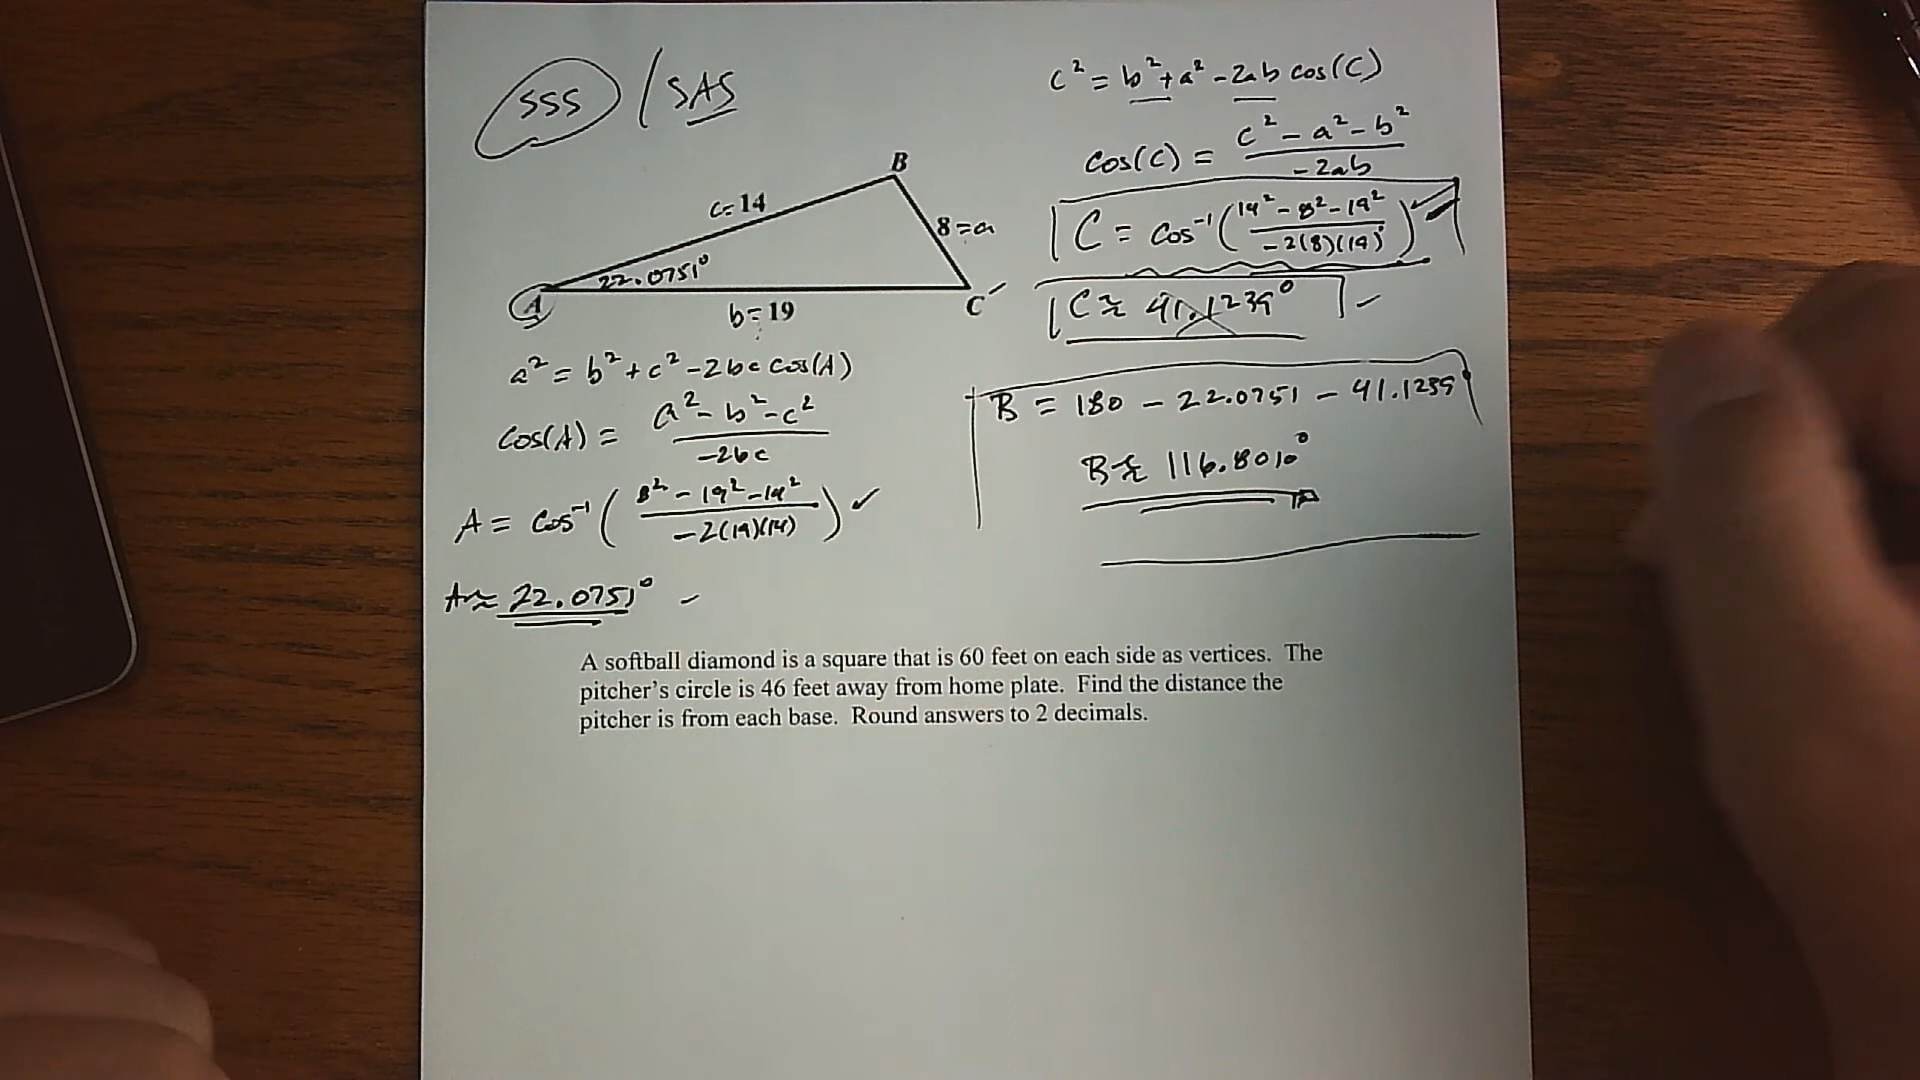 SSS / SAS
B
c=14
8=a
22.0751°
A
b=19
C
a² = b² + c² - 2bc cos(A)
cos(A) = (a² - b² - c²) / (-2bc)
A = cos⁻¹((8² - 19² - 14²) / (-2(19)(14))) ✓
A ≈ 22.0751°
c² = b² + a² - 2ab cos(C)
cos(C) = (c² - a² - b²) / (-2ab)
C = cos⁻¹((14² - 8² - 19²) / (-2(8)(19)))
C ≈ 41.1239°
B = 180 - 22.0751 - 41.1239
B ≈ 116.8010°
A softball diamond is a square that is 60 feet on each side as vertices. The
pitcher's circle is 46 feet away from home plate. Find the distance the
pitcher is from each base. Round answers to 2 decimals.